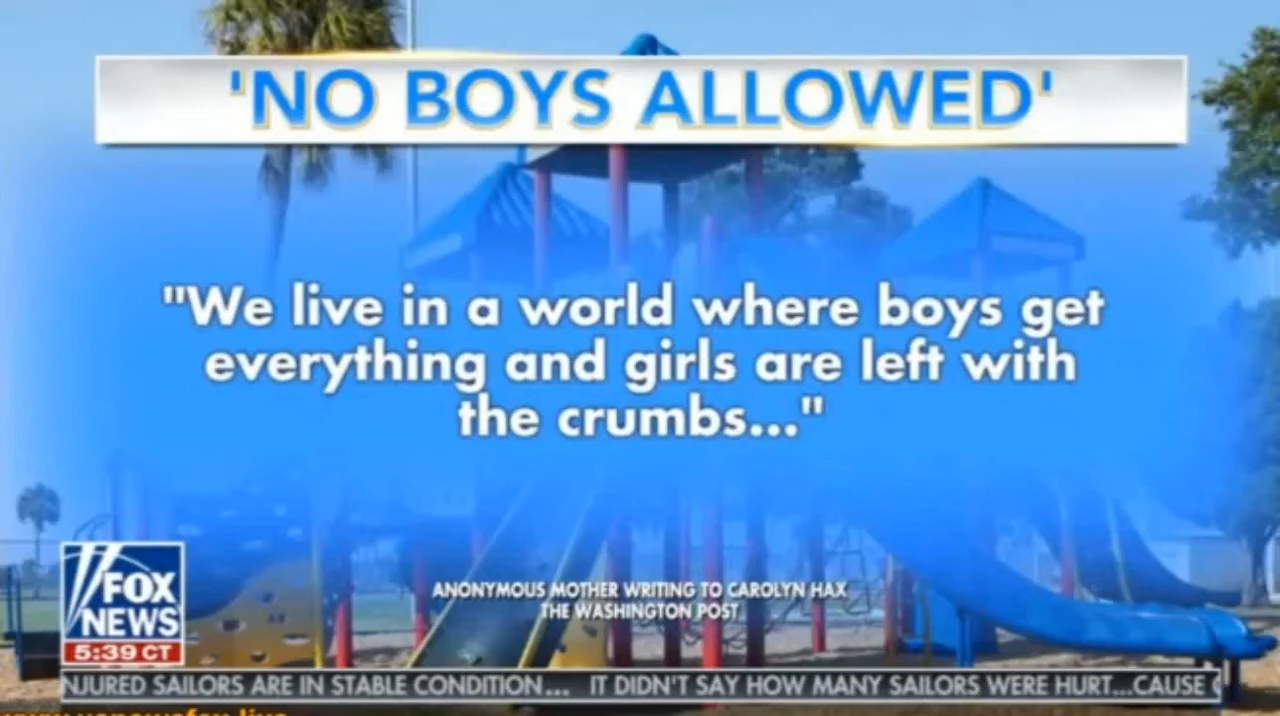 'NO BOYS ALLOWED'
"We live in a world where boys get
everything and girls are left with
the crumbs..."
ANONYMOUS MOTHER WRITING TO CAROLYN HAX
THE WASHINGTON POST
FOX
NEWS
5:39 CT
NJURED SAILORS ARE IN STABLE CONDITION... IT DIDN'T SAY HOW MANY SAILORS WERE HURT...CAUSE